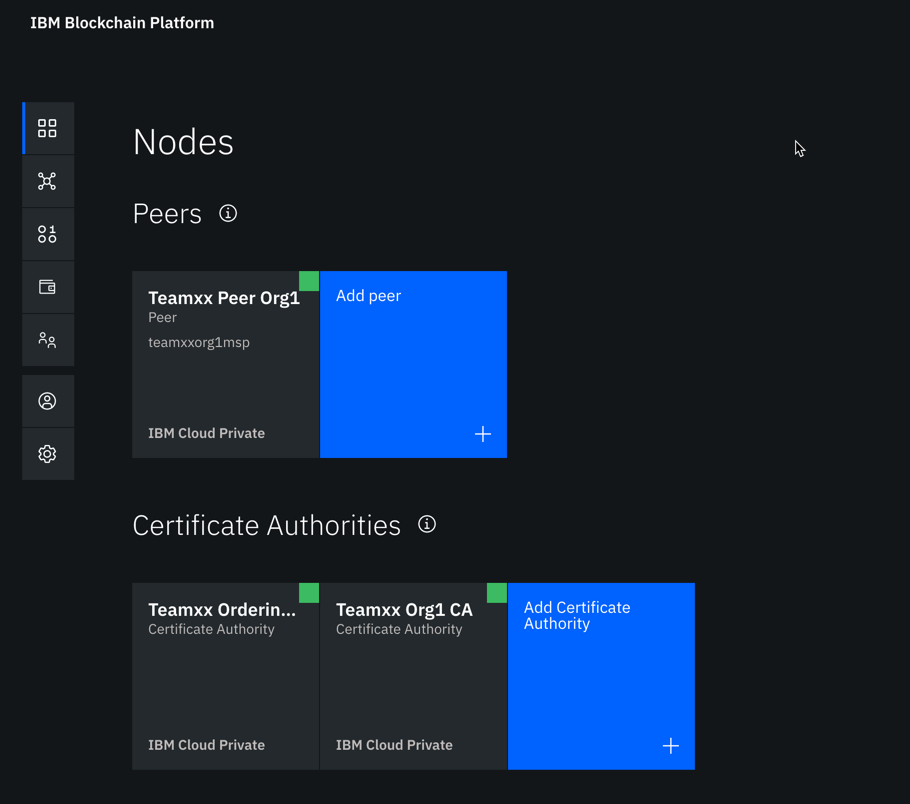 IBM Blockchain Platform
Nodes
Peers
Teamxx Peer Org1
Peer
teamxxorg1msp
IBM Cloud Private
Add peer
Certificate Authorities
Teamxx Orderin...
Certificate Authority
IBM Cloud Private
Teamxx Org1 CA
Certificate Authority
IBM Cloud Private
Add Certificate
Authority